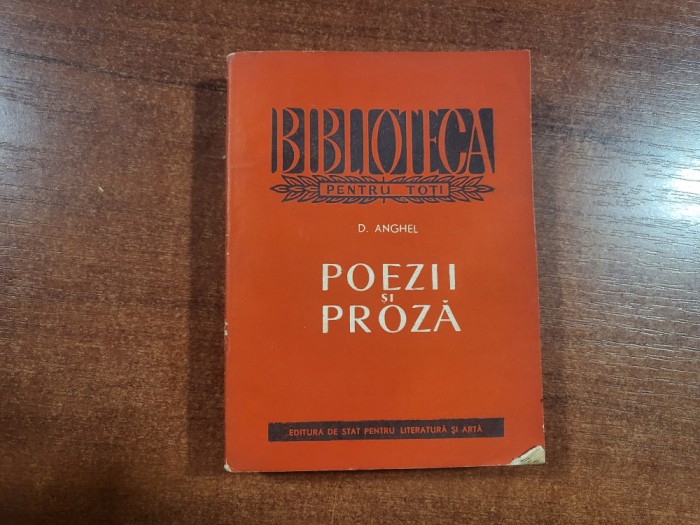 BIBLIOTECA
PENTRU TOȚI
D. ANGHEL
POEZII
ȘI
PROZĂ
EDITURA DE STAT PENTRU LITERATURĂ ȘI ARTĂ